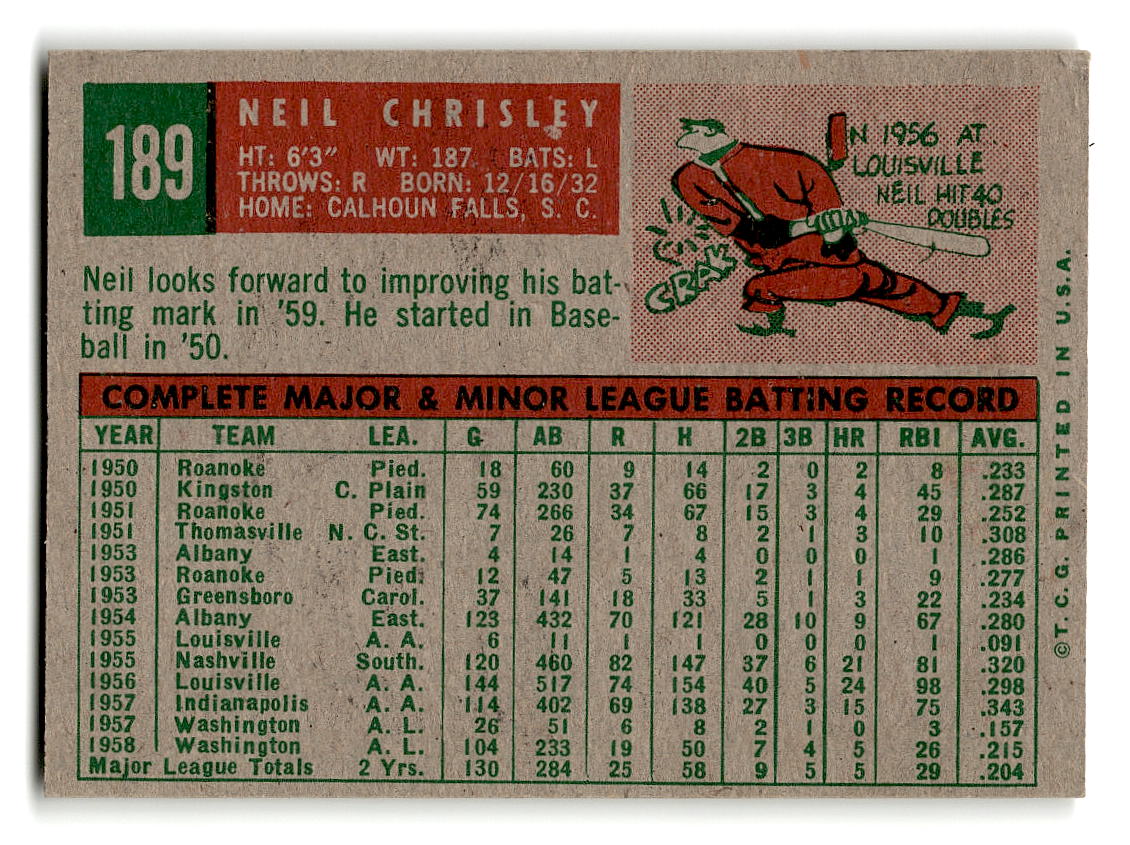 189
NEIL CHRISLEY
HT: 6'3" WT: 187 BATS: L
THROWS: R BORN: 12/16/32
HOME: CALHOUN FALLS, S. C.
IN 1956 AT
LOUISVILLE
NEIL HIT 40
DOUBLES
CRAK
Neil looks forward to improving his bat-
ting mark in '59. He started in Base-
ball in '50.
COMPLETE MAJOR & MINOR LEAGUE BATTING RECORD
YEAR TEAM LEA. G AB R H 2B 3B HR RBI AVG.
1950 Roanoke Pied. 18 60 9 14 2 0 2 8 .233
1950 Kingston C. Plain 59 230 37 66 17 3 4 45 .287
1951 Roanoke Pied. 74 266 34 67 15 3 4 29 .252
1951 Thomasville N. C. St. 7 26 7 8 2 1 3 10 .308
1953 Albany East. 4 14 1 4 0 0 0 1 .286
1953 Roanoke Pied. 12 47 5 13 2 1 1 9 .277
1953 Greensboro Carol. 37 141 18 33 5 1 3 22 .234
1954 Albany East. 123 432 70 121 28 10 9 67 .280
1955 Louisville A. A. 6 11 1 1 0 0 0 1 .091
1955 Nashville South. 120 460 82 147 37 6 21 81 .320
1956 Louisville A. A. 144 517 74 154 40 5 24 98 .298
1957 Indianapolis A. A. 114 402 69 138 27 3 15 75 .343
1957 Washington A. L. 26 51 6 8 2 1 0 3 .157
1958 Washington A. L. 104 233 19 50 7 4 5 26 .215
Major League Totals 2 Yrs. 130 284 25 58 9 5 5 29 .204
©T. C. G. PRINTED IN U.S.A.